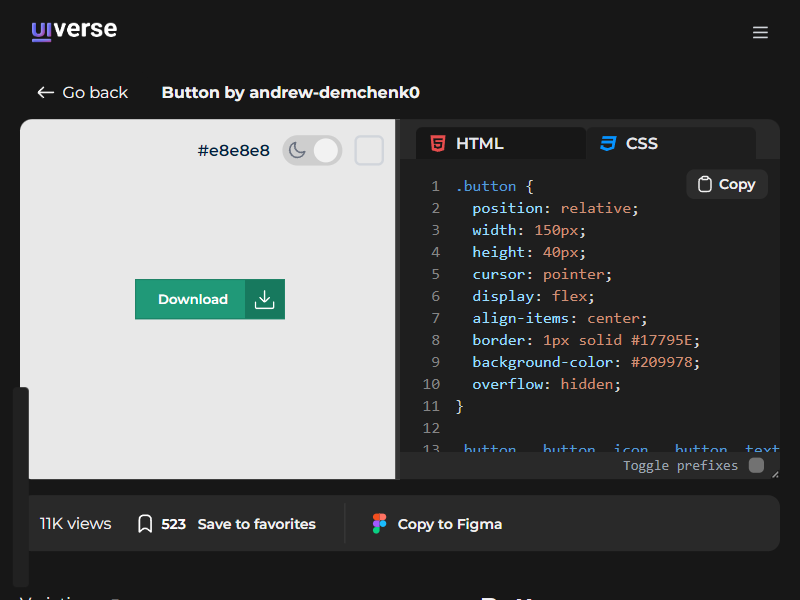 uiverse
Go back
Button by andrew-demchenk0
#e8e8e8
Download
HTML
CSS
Copy
1 .button {
2 position: relative;
3 width: 150px;
4 height: 40px;
5 cursor: pointer;
6 display: flex;
7 align-items: center;
8 border: 1px solid #17795E;
9 background-color: #209978;
10 overflow: hidden;
11 }
12
13 .button, .button__icon, .button__text
Toggle prefixes
11K views
523 Save to favorites
Copy to Figma